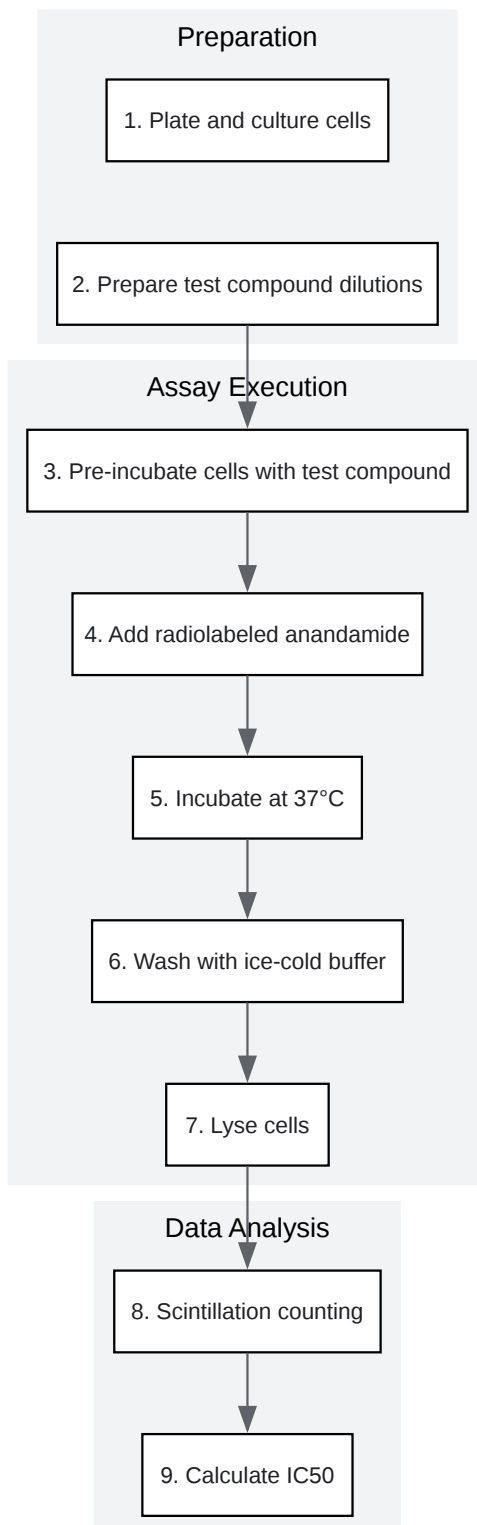 Preparation
1. Plate and culture cells
2. Prepare test compound dilutions
Assay Execution
3. Pre-incubate cells with test compound
4. Add radiolabeled anandamide
5. Incubate at 37°C
6. Wash with ice-cold buffer
7. Lyse cells
Data Analysis
8. Scintillation counting
9. Calculate IC50